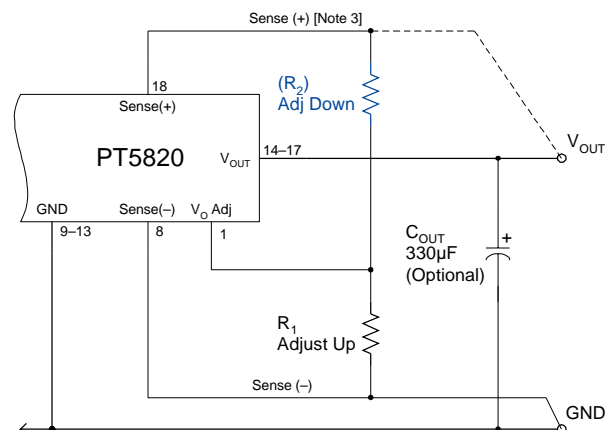 Sense (+) [Note 3]
18
Sense(+)
(R2)
Adj Down
PT5820
VOUT
14–17
VOUT
GND
Sense(–)
VO Adj
9–13
8
1
COUT
330µF
(Optional)
+
R1
Adjust Up
Sense (–)
GND